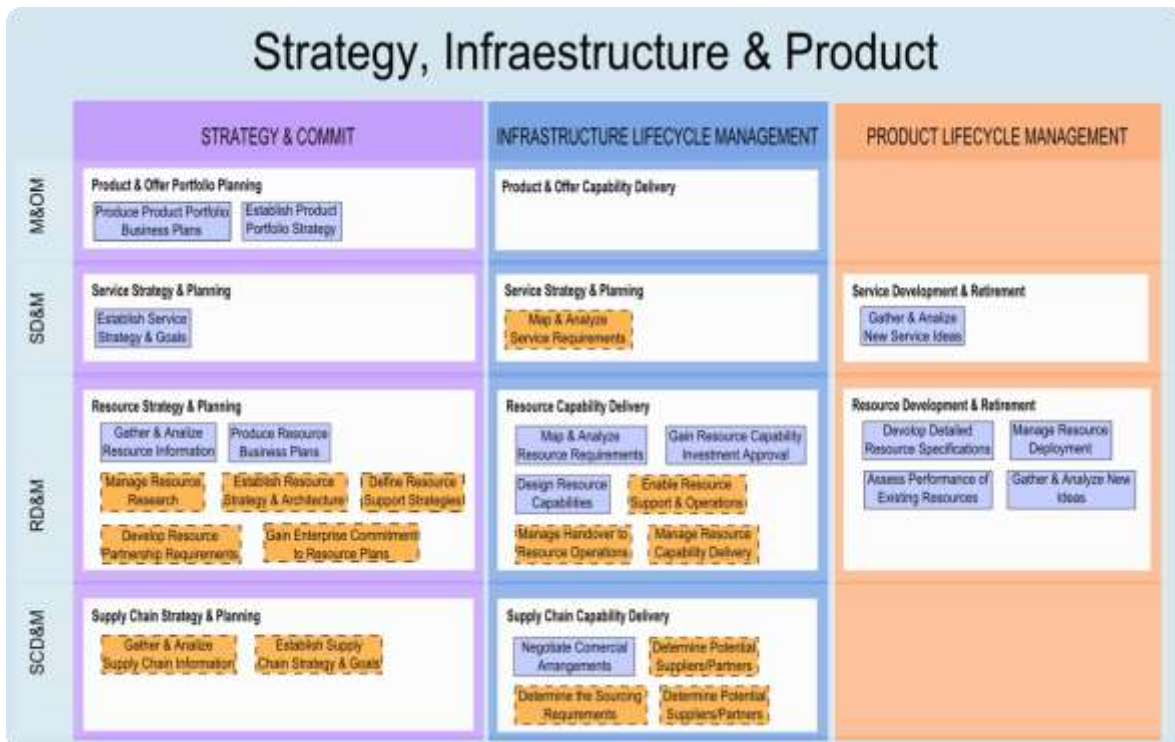 Strategy, Infraestructure & Product
STRATEGY & COMMIT
INFRASTRUCTURE LIFECYCLE MANAGEMENT
PRODUCT LIFECYCLE MANAGEMENT
M&OM
Product & Offer Portfolio Planning
Produce Product Portfolio
Business Plans
Establish Product
Portfolio Strategy
Product & Offer Capability Delivery
SD&M
Service Strategy & Planning
Establish Service
Strategy & Goals
Service Strategy & Planning
Map & Analyze
Service Requirements
Service Development & Retirement
Gather & Analize
New Service Ideas
RD&M
Resource Strategy & Planning
Gather & Analize
Resource Information
Produce Resource
Business Plans
Manage Resource
Research
Establish Resource
Strategy & Architecture
Define Resource
Support Strategies
Develop Resource
Partnership Requirements
Gain Enterprise Commitment
to Resource Plans
Resource Capability Delivery
Map & Analyze
Resource Requirements
Gain Resource Capability
Investment Approval
Design Resource
Capabilities
Enable Resource
Support & Operations
Manage Handover to
Resource Operations
Manage Resource
Capability Delivery
Resource Development & Retirement
Develop Detailed
Resource Specifications
Manage Resource
Deployment
Assess Performance of
Existing Resources
Gather & Analyze New
Ideas
SCD&M
Supply Chain Strategy & Planning
Gather & Analize
Supply Chain Information
Establish Supply
Chain Strategy & Goals
Supply Chain Capability Delivery
Negotiate Comercial
Arrangements
Determine Potential
Suppliers/Partners
Determine the Sourcing
Requirements
Determine Potential
Suppliers/Partners